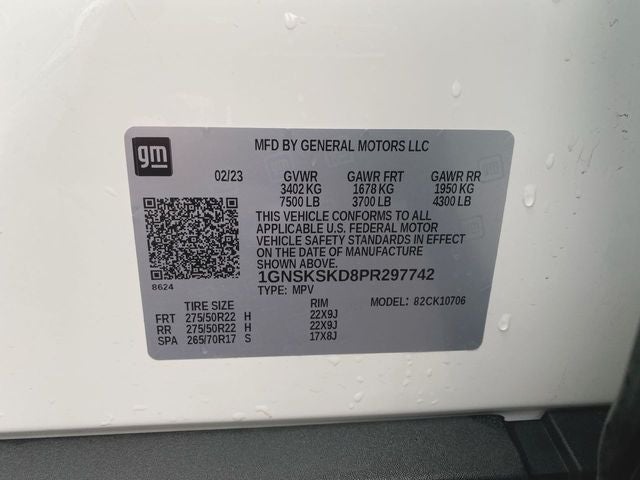 gm
MFD BY GENERAL MOTORS LLC
02/23 GVWR GAWR FRT GAWR RR
3402 KG 1678 KG 1950 KG
7500 LB 3700 LB 4300 LB
THIS VEHICLE CONFORMS TO ALL
APPLICABLE U.S. FEDERAL MOTOR
VEHICLE SAFETY STANDARDS IN EFFECT
ON THE DATE OF MANUFACTURE
SHOWN ABOVE.
8624
1GNSKSKD8PR297742
TYPE: MPV MODEL: 82CK10706
TIRE SIZE RIM
FRT 275/50R22 H 22X9J
RR 275/50R22 H 22X9J
SPA 265/70R17 S 17X8J